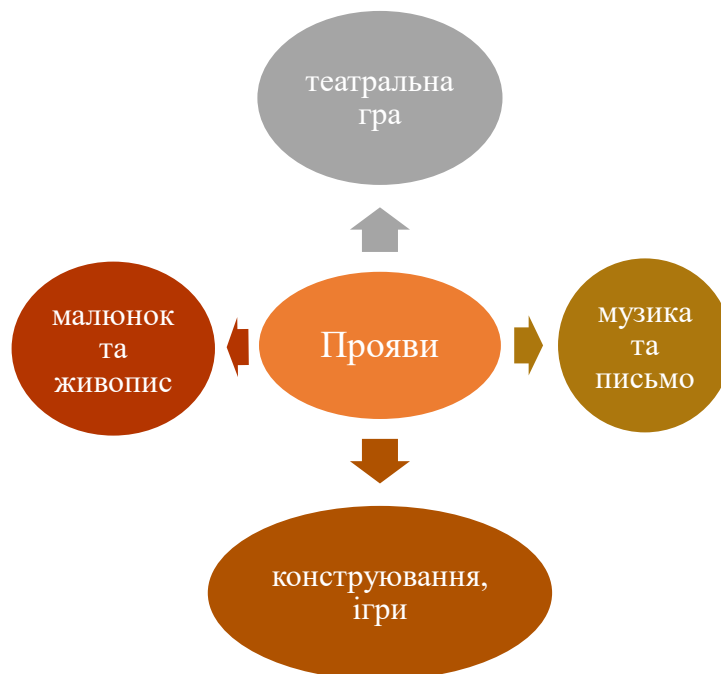 театральна
гра
малюнок
та
живопис
Прояви
музика
та
письмо
конструювання,
ігри